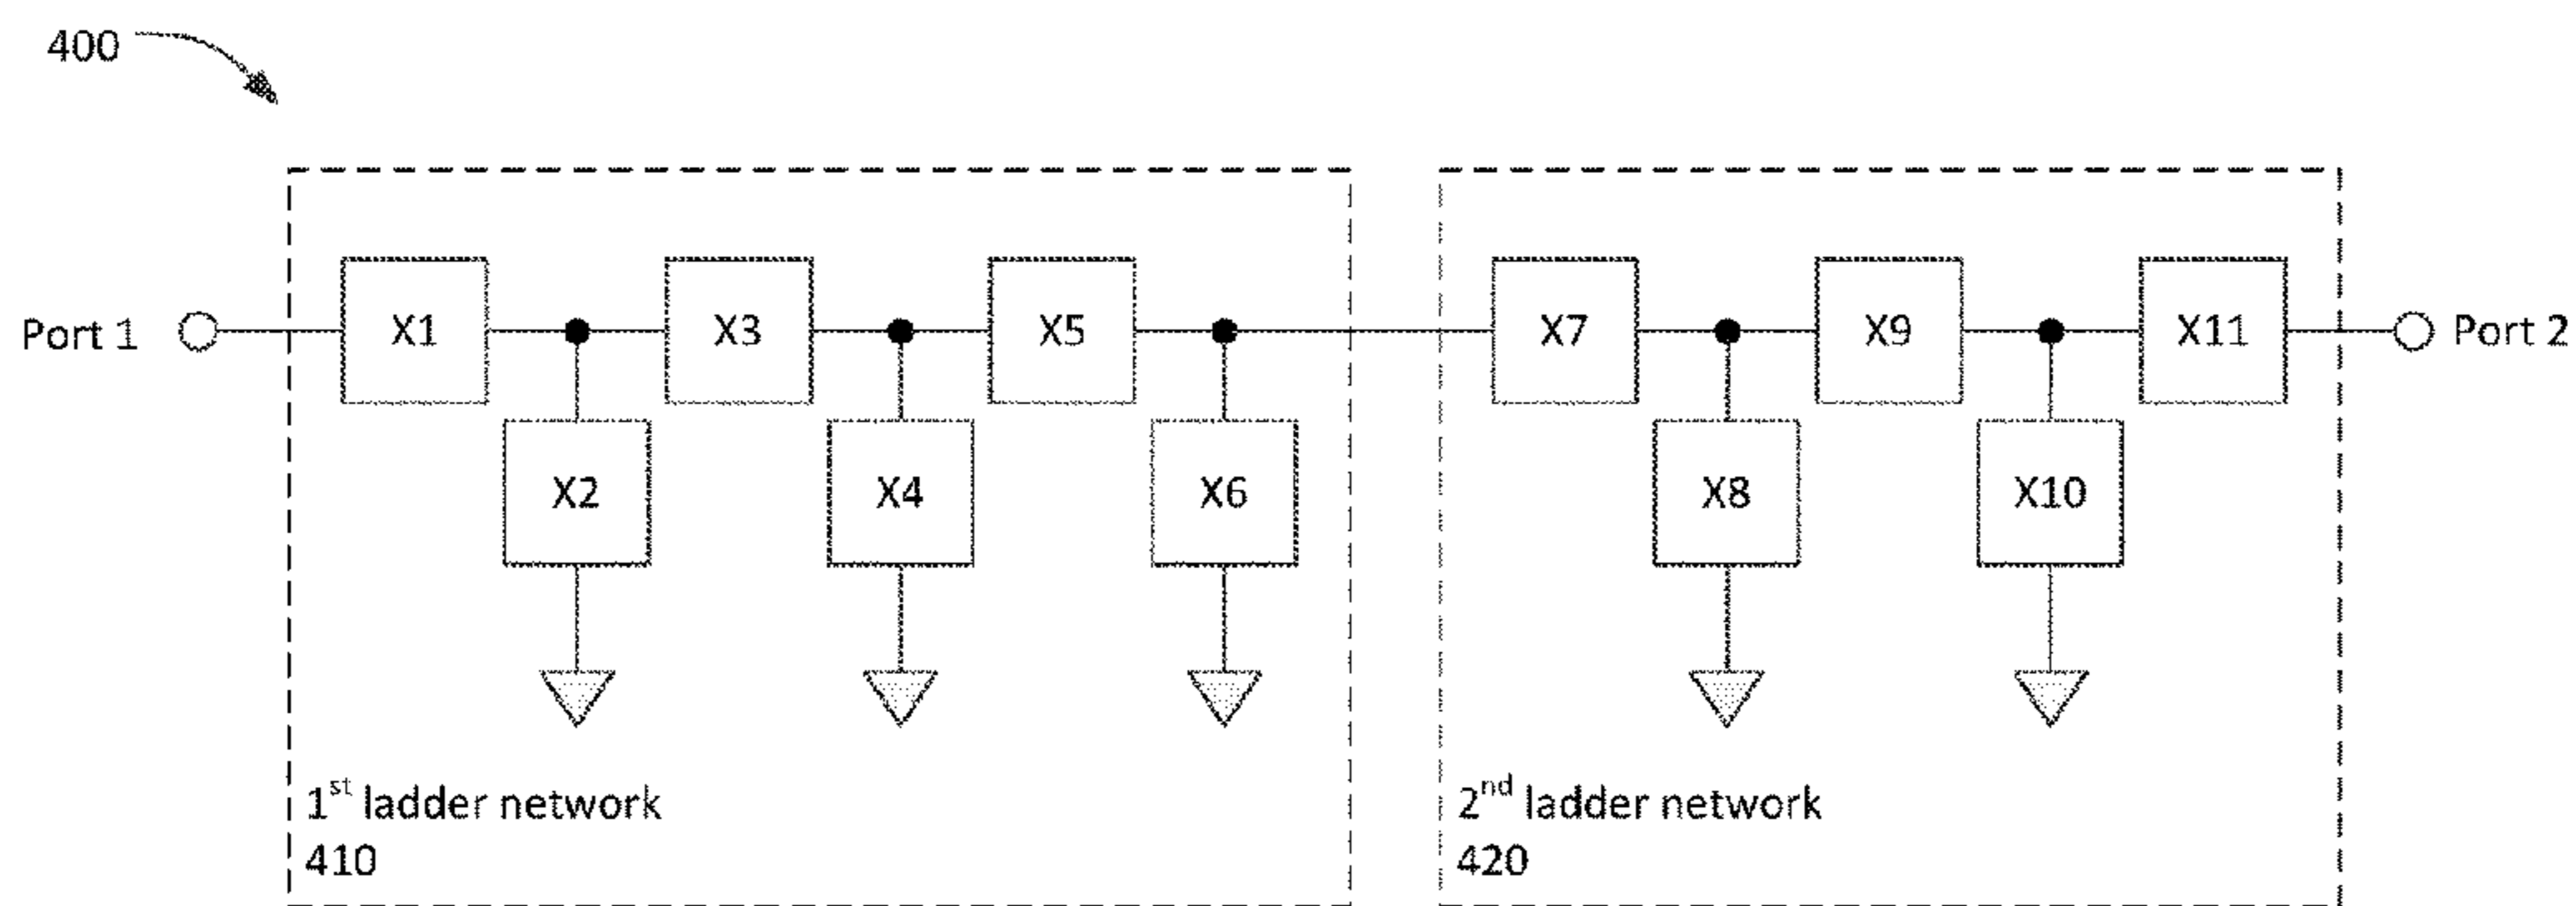 400
Port 1
X1
X3
X5
X7
X9
X11
Port 2
X2
X4
X6
X8
X10
1st ladder network
410
2nd ladder network
420